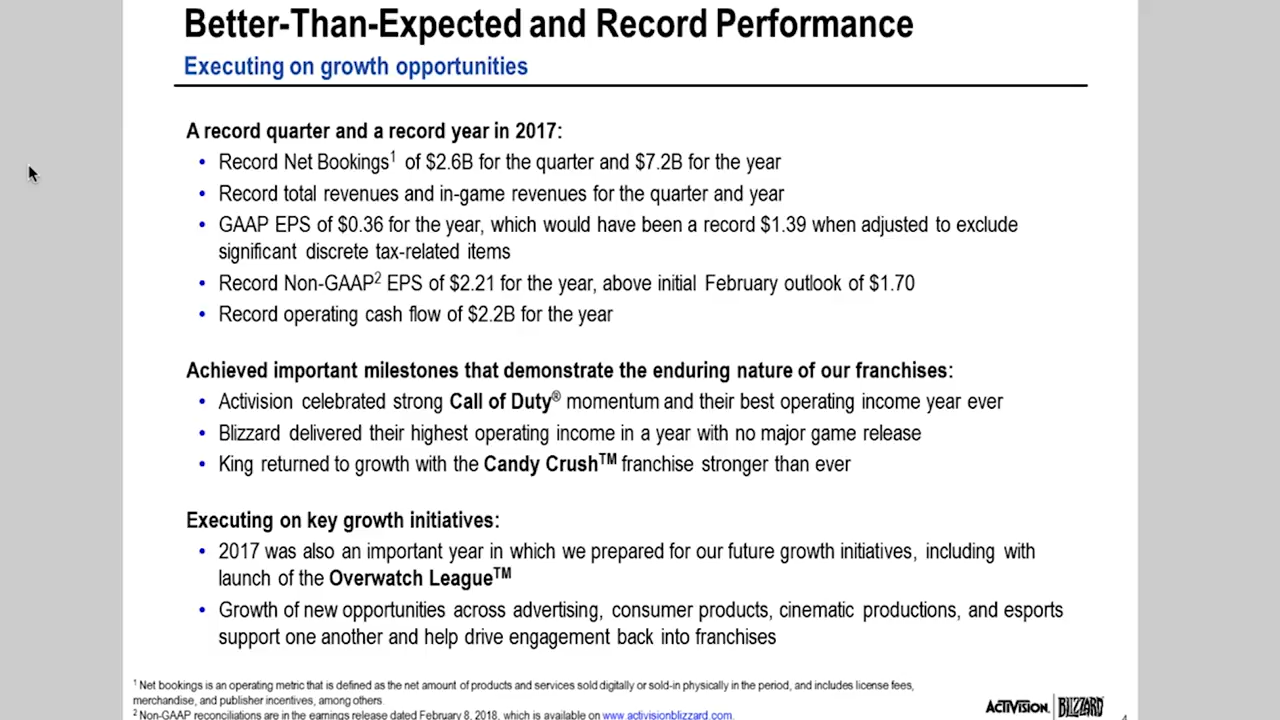 Better-Than-Expected and Record Performance
Executing on growth opportunities
A record quarter and a record year in 2017:
• Record Net Bookings¹ of $2.6B for the quarter and $7.2B for the year
• Record total revenues and in-game revenues for the quarter and year
• GAAP EPS of $0.36 for the year, which would have been a record $1.39 when adjusted to exclude
significant discrete tax-related items
• Record Non-GAAP² EPS of $2.21 for the year, above initial February outlook of $1.70
• Record operating cash flow of $2.2B for the year
Achieved important milestones that demonstrate the enduring nature of our franchises:
• Activision celebrated strong Call of Duty® momentum and their best operating income year ever
• Blizzard delivered their highest operating income in a year with no major game release
• King returned to growth with the Candy Crush™ franchise stronger than ever
Executing on key growth initiatives:
• 2017 was also an important year in which we prepared for our future growth initiatives, including with
launch of the Overwatch League™
• Growth of new opportunities across advertising, consumer products, cinematic productions, and esports
support one another and help drive engagement back into franchises
¹ Net bookings is an operating metric that is defined as the net amount of products and services sold digitally or sold-in physically in the period, and includes license fees,
merchandise, and publisher incentives, among others.
² Non-GAAP reconciliations are in the earnings release dated February 8, 2018, which is available on www.activisionblizzard.com.
ACTIVISION. BLIZZARD
4